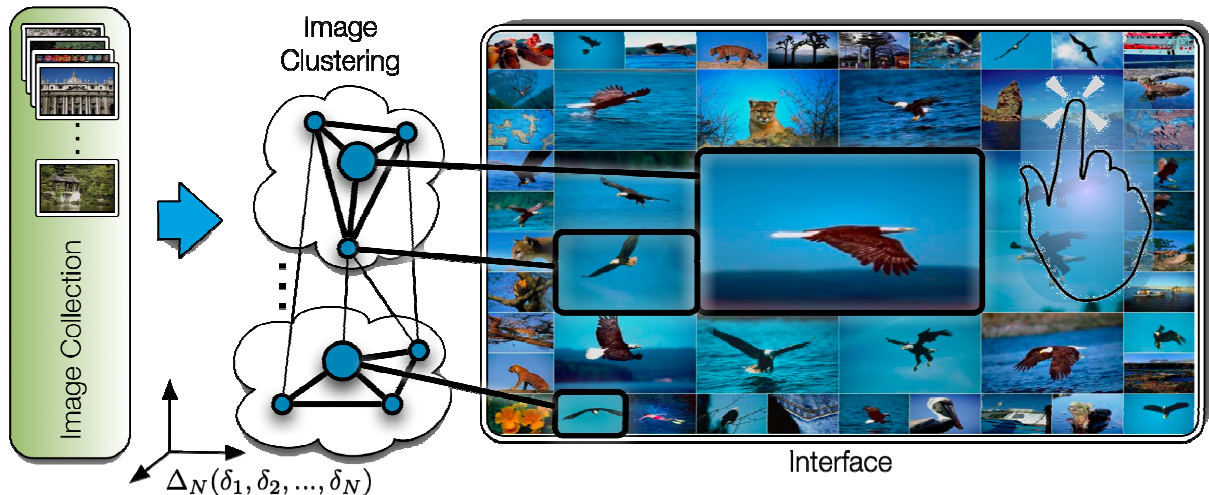 Image
Clustering
Image Collection
Δ_N(δ_1, δ_2, ..., δ_N)
Interface